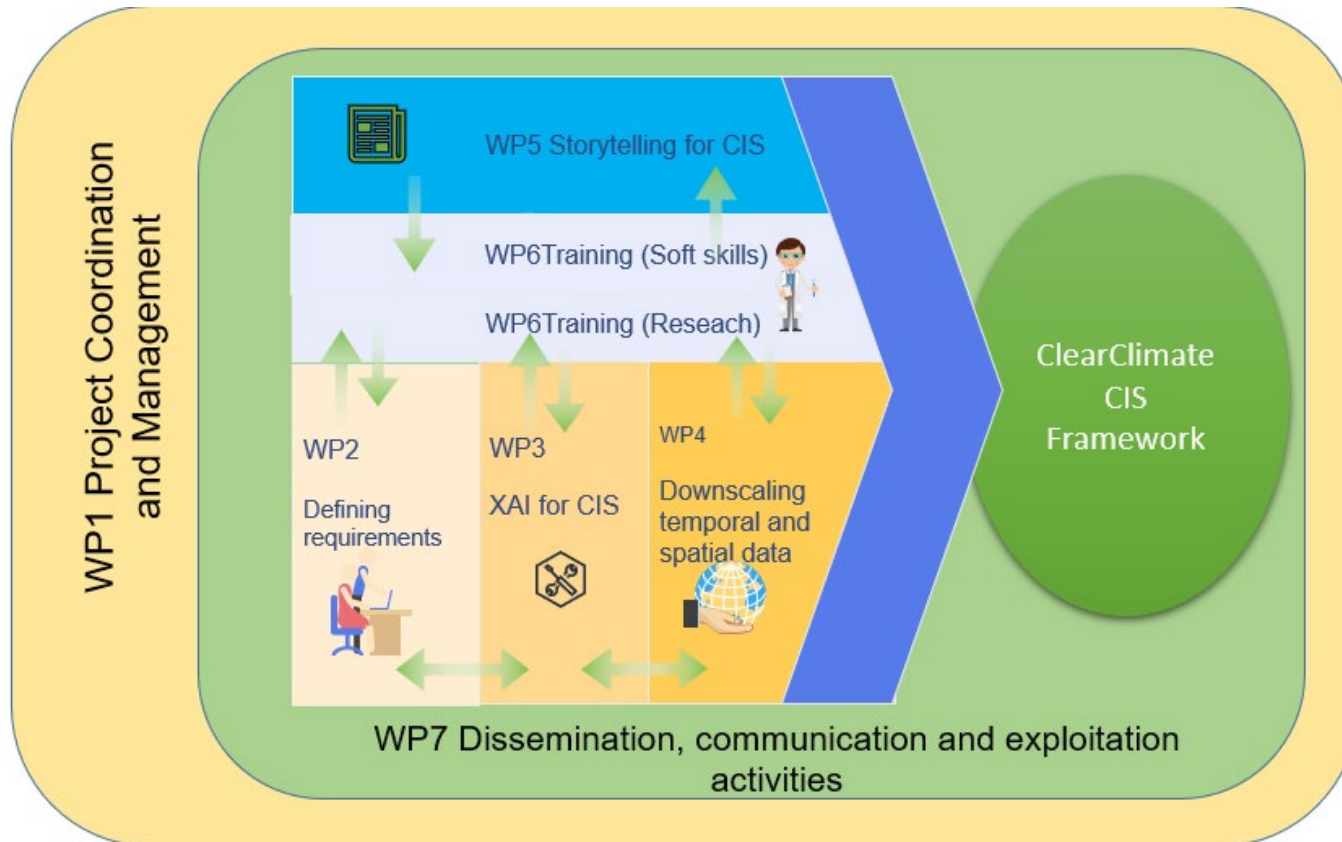 WP1 Project Coordination
and Management
WP5 Storytelling for CIS
WP6Training (Soft skills)
WP6Training (Reseach)
WP2
Defining
requirements
WP3
XAI for CIS
WP4
Downscaling
temporal and
spatial data
ClearClimate
CIS
Framework
WP7 Dissemination, communication and exploitation
activities